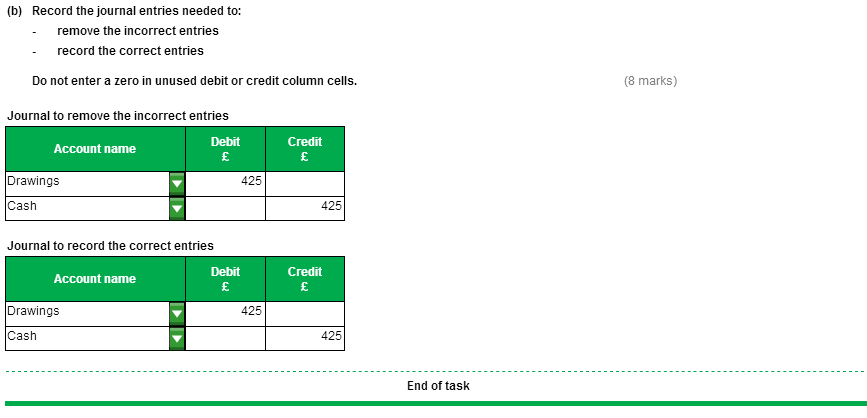 (b) Record the journal entries needed to:
- remove the incorrect entries
- record the correct entries
Do not enter a zero in unused debit or credit column cells. (8 marks)
Journal to remove the incorrect entries
Account name Debit £ Credit £
Drawings 425
Cash 425
Journal to record the correct entries
Account name Debit £ Credit £
Drawings 425
Cash 425
End of task